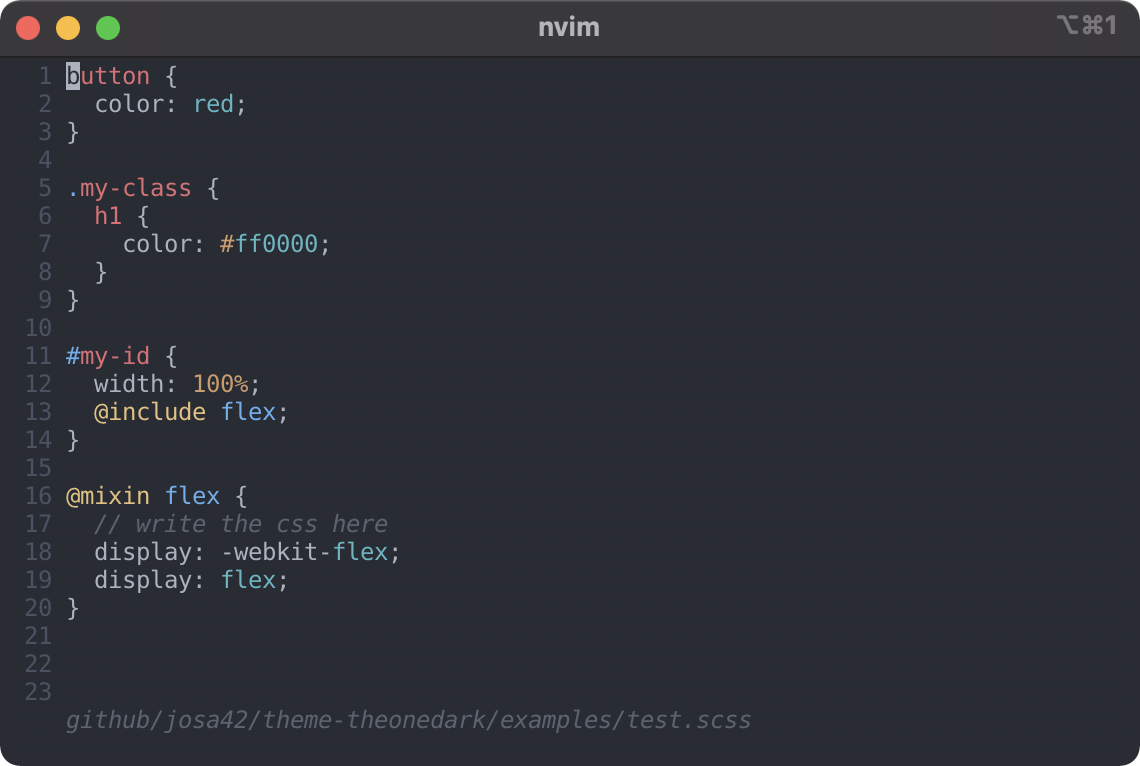 nvim ⌥⌘1
1 button {
2   color: red;
3 }
4
5 .my-class {
6   h1 {
7     color: #ff0000;
8   }
9 }
10
11 #my-id {
12   width: 100%;
13   @include flex;
14 }
15
16 @mixin flex {
17   // write the css here
18   display: -webkit-flex;
19   display: flex;
20 }
21
22
23
github/josa42/theme-theonedark/examples/test.scss